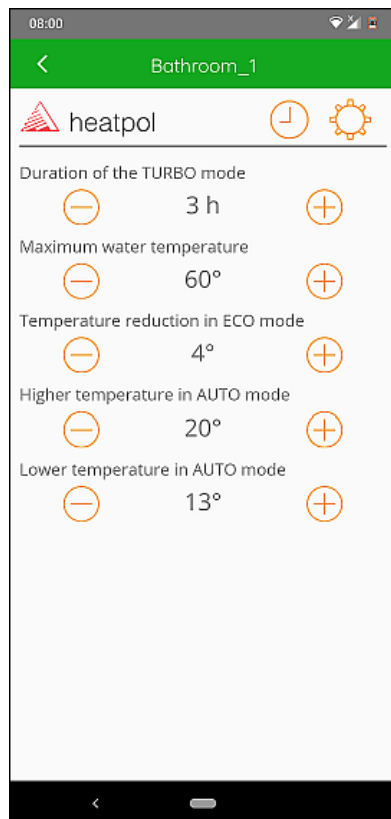 08:00
Bathroom_1
heatpol
Duration of the TURBO mode
3 h
Maximum water temperature
60°
Temperature reduction in ECO mode
4°
Higher temperature in AUTO mode
20°
Lower temperature in AUTO mode
13°